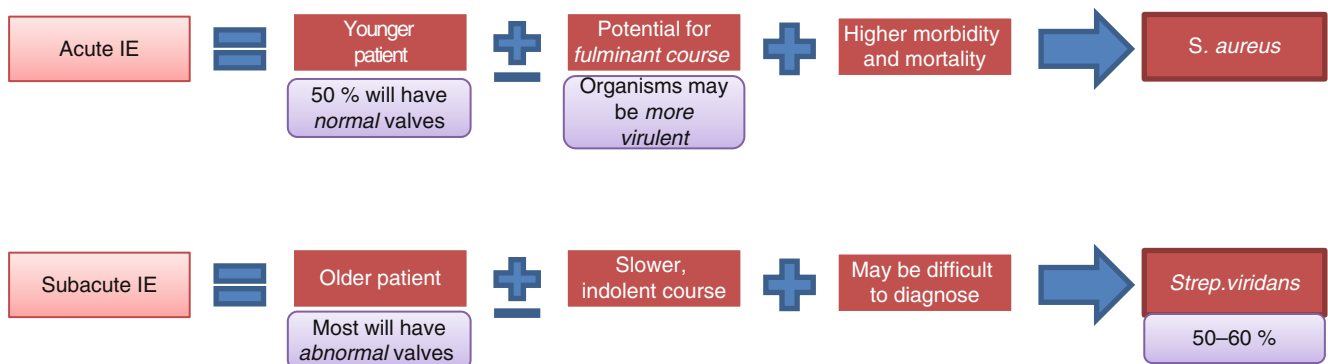 Acute IE
Younger
patient
50 % will have
normal valves
Potential for
fulminant course
Organisms may
be more
virulent
Higher morbidity
and mortality
S. aureus
Subacute IE
Older patient
Most will have
abnormal valves
Slower,
indolent course
May be difficult
to diagnose
Strep.viridans
50–60 %